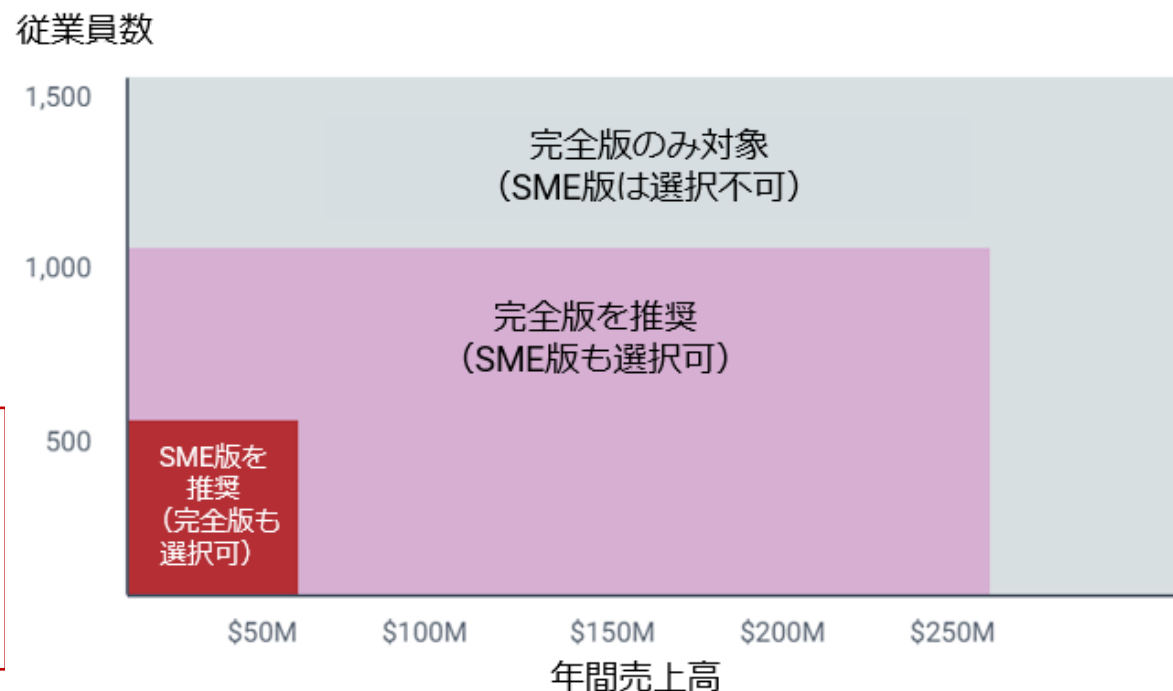 従業員数
1,500
完全版のみ対象
（SME版は選択不可）
1,000
完全版を推奨
（SME版も選択可）
500
SME版を
推奨
（完全版も
選択可）
$50M
$100M
$150M
$200M
$250M
年間売上高